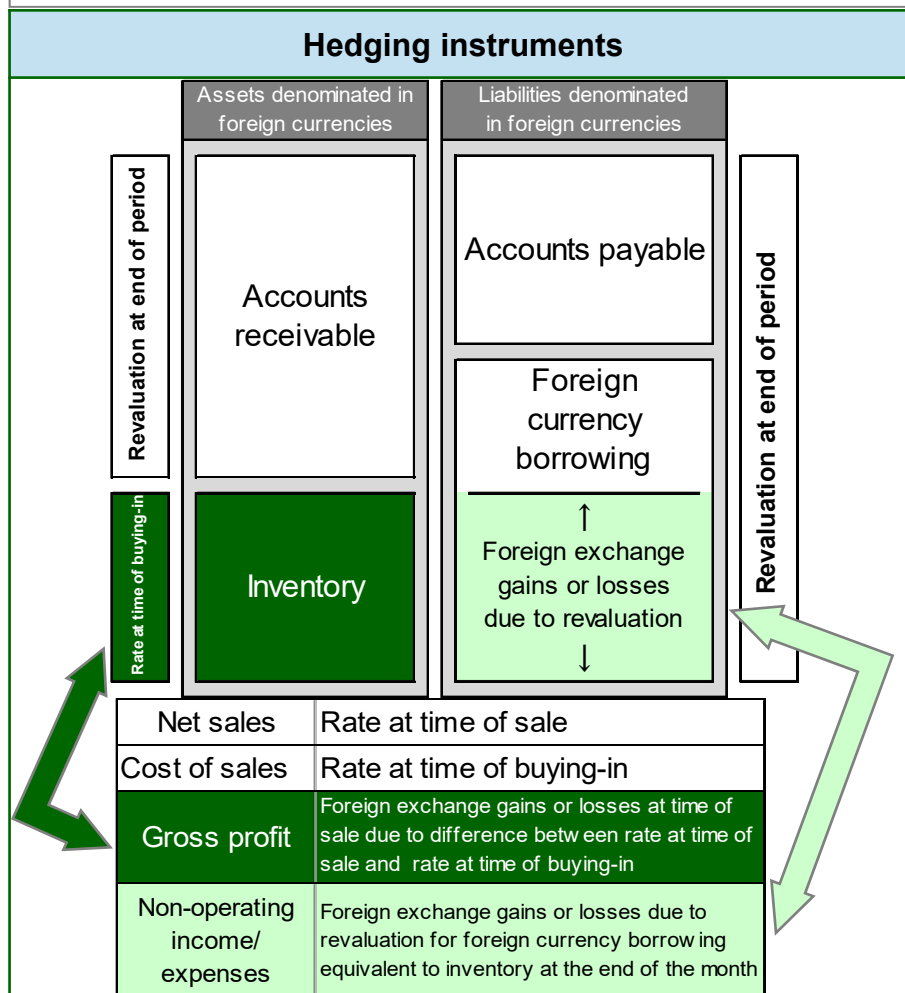 Hedging instruments
Assets denominated in
foreign currencies
Liabilities denominated
in foreign currencies
Revaluation at end of period
Accounts
receivable
Accounts payable
Foreign
currency
borrowing
Revaluation at end of period
Rate at time of buying-in
Inventory
↑
Foreign exchange
gains or losses
due to revaluation
↓
Net sales
Rate at time of sale
Cost of sales
Rate at time of buying-in
Gross profit
Foreign exchange gains or losses at time of
sale due to difference between rate at time of
sale and rate at time of buying-in
Non-operating
income/
expenses
Foreign exchange gains or losses due to
revaluation for foreign currency borrowing
equivalent to inventory at the end of the month